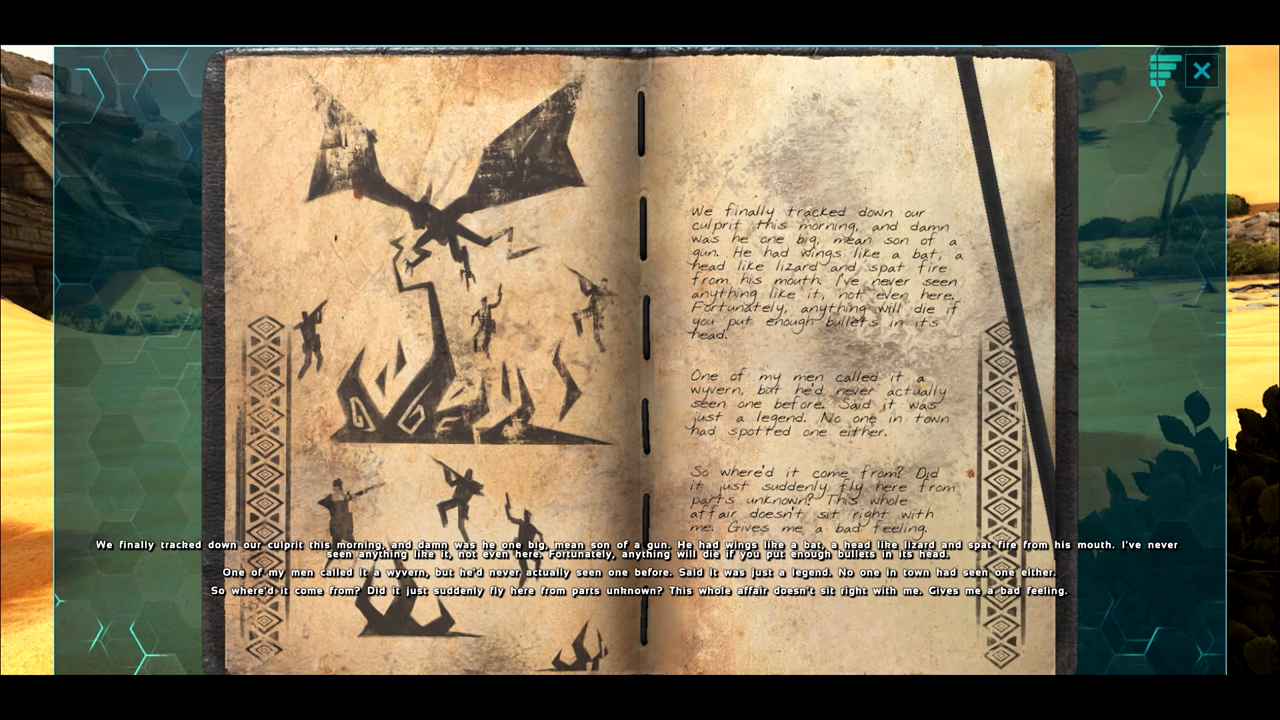 We finally tracked down our
culprit this morning, and damn
was he one big, mean son of a
gun. He had wings like a bat, a
head like lizard and spat fire
from his mouth. I've never seen
anything like it, not even here.
Fortunately, anything will die if
you put enough bullets in its
head.
One of my men called it a
wyvern, but he'd never actually
seen one before. Said it was
just a legend. No one in town
had spotted one either.
So where'd it come from? Did
it just suddenly fly here from
parts unknown? This whole
affair doesn't sit right with
me. Gives me a bad feeling.
We finally tracked down our culprit this morning, and damn was he one big, mean son of a gun. He had wings like a bat, a head like lizard and spat fire from his mouth. I've never
seen anything like it, not even here. Fortunately, anything will die if you put enough bullets in its head.
One of my men called it a wyvern, but he'd never actually seen one before. Said it was just a legend. No one in town had seen one either.
So where'd it come from? Did it just suddenly fly here from parts unknown? This whole affair doesn't sit right with me. Gives me a bad feeling.